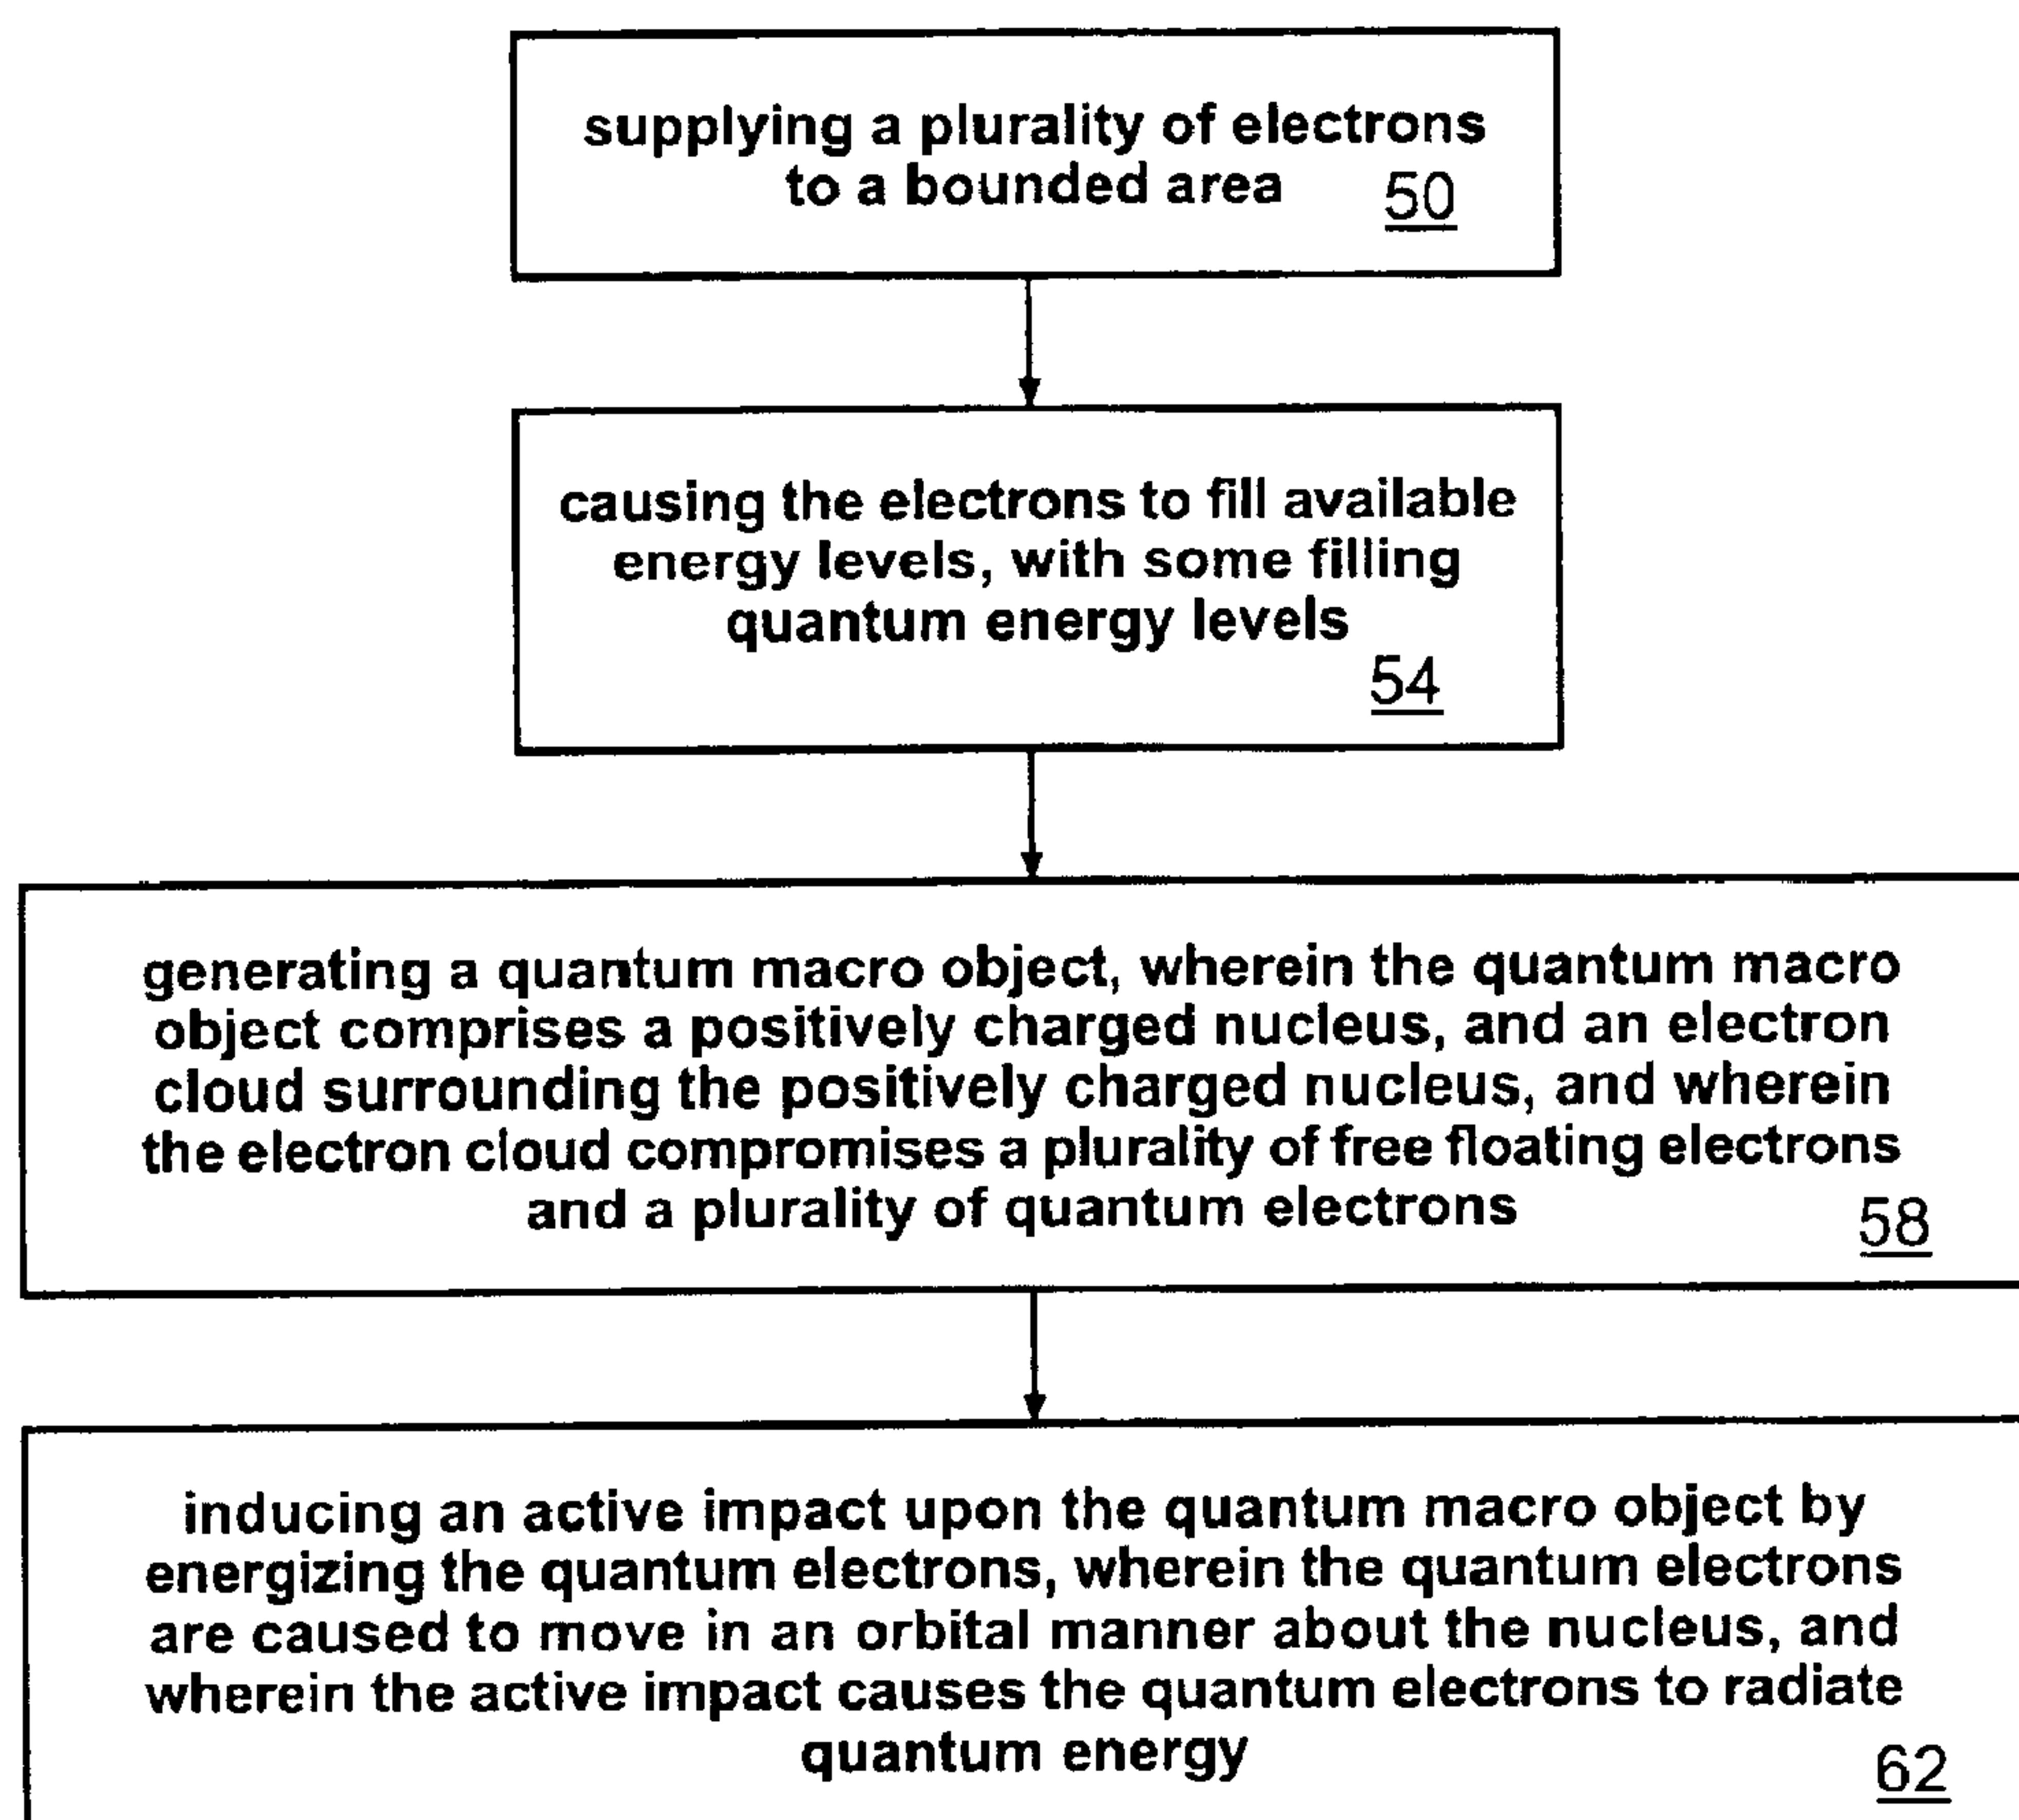 supplying a plurality of electrons
to a bounded area 50
causing the electrons to fill available
energy levels, with some filling
quantum energy levels
54
generating a quantum macro object, wherein the quantum macro
object comprises a positively charged nucleus, and an electron
cloud surrounding the positively charged nucleus, and wherein
the electron cloud compromises a plurality of free floating electrons
and a plurality of quantum electrons 58
inducing an active impact upon the quantum macro object by
energizing the quantum electrons, wherein the quantum electrons
are caused to move in an orbital manner about the nucleus, and
wherein the active impact causes the quantum electrons to radiate
quantum energy 62